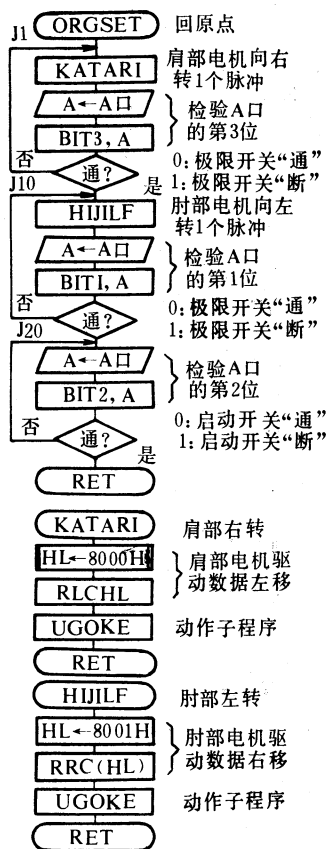 ORGSET 回原点
J1
KATARI 肩部电机向右
转1个脉冲
A←A口 检验A口
BIT3, A 的第3位
否 通? 0:极限开关“通”
J10 是 1:极限开关“断”
HIJILF 肘部电机向左
转1个脉冲
A←A口 检验A口
BIT1, A 的第1位
否 0:极限开关“通”
J20 通? 1:极限开关“断”
A←A口 检验A口
BIT2, A 的第2位
否 0:启动开关“通”
通? 1:启动开关“断”
是
RET
KATARI 肩部右转
HL←8000H 肩部电机驱
RLCHL 动数据左移
UGOKE 动作子程序
RET
HIJILF 肘部左转
HL←8001H 肘部电机驱
RRC(HL) 动数据右移
UGOKE 动作子程序
RET